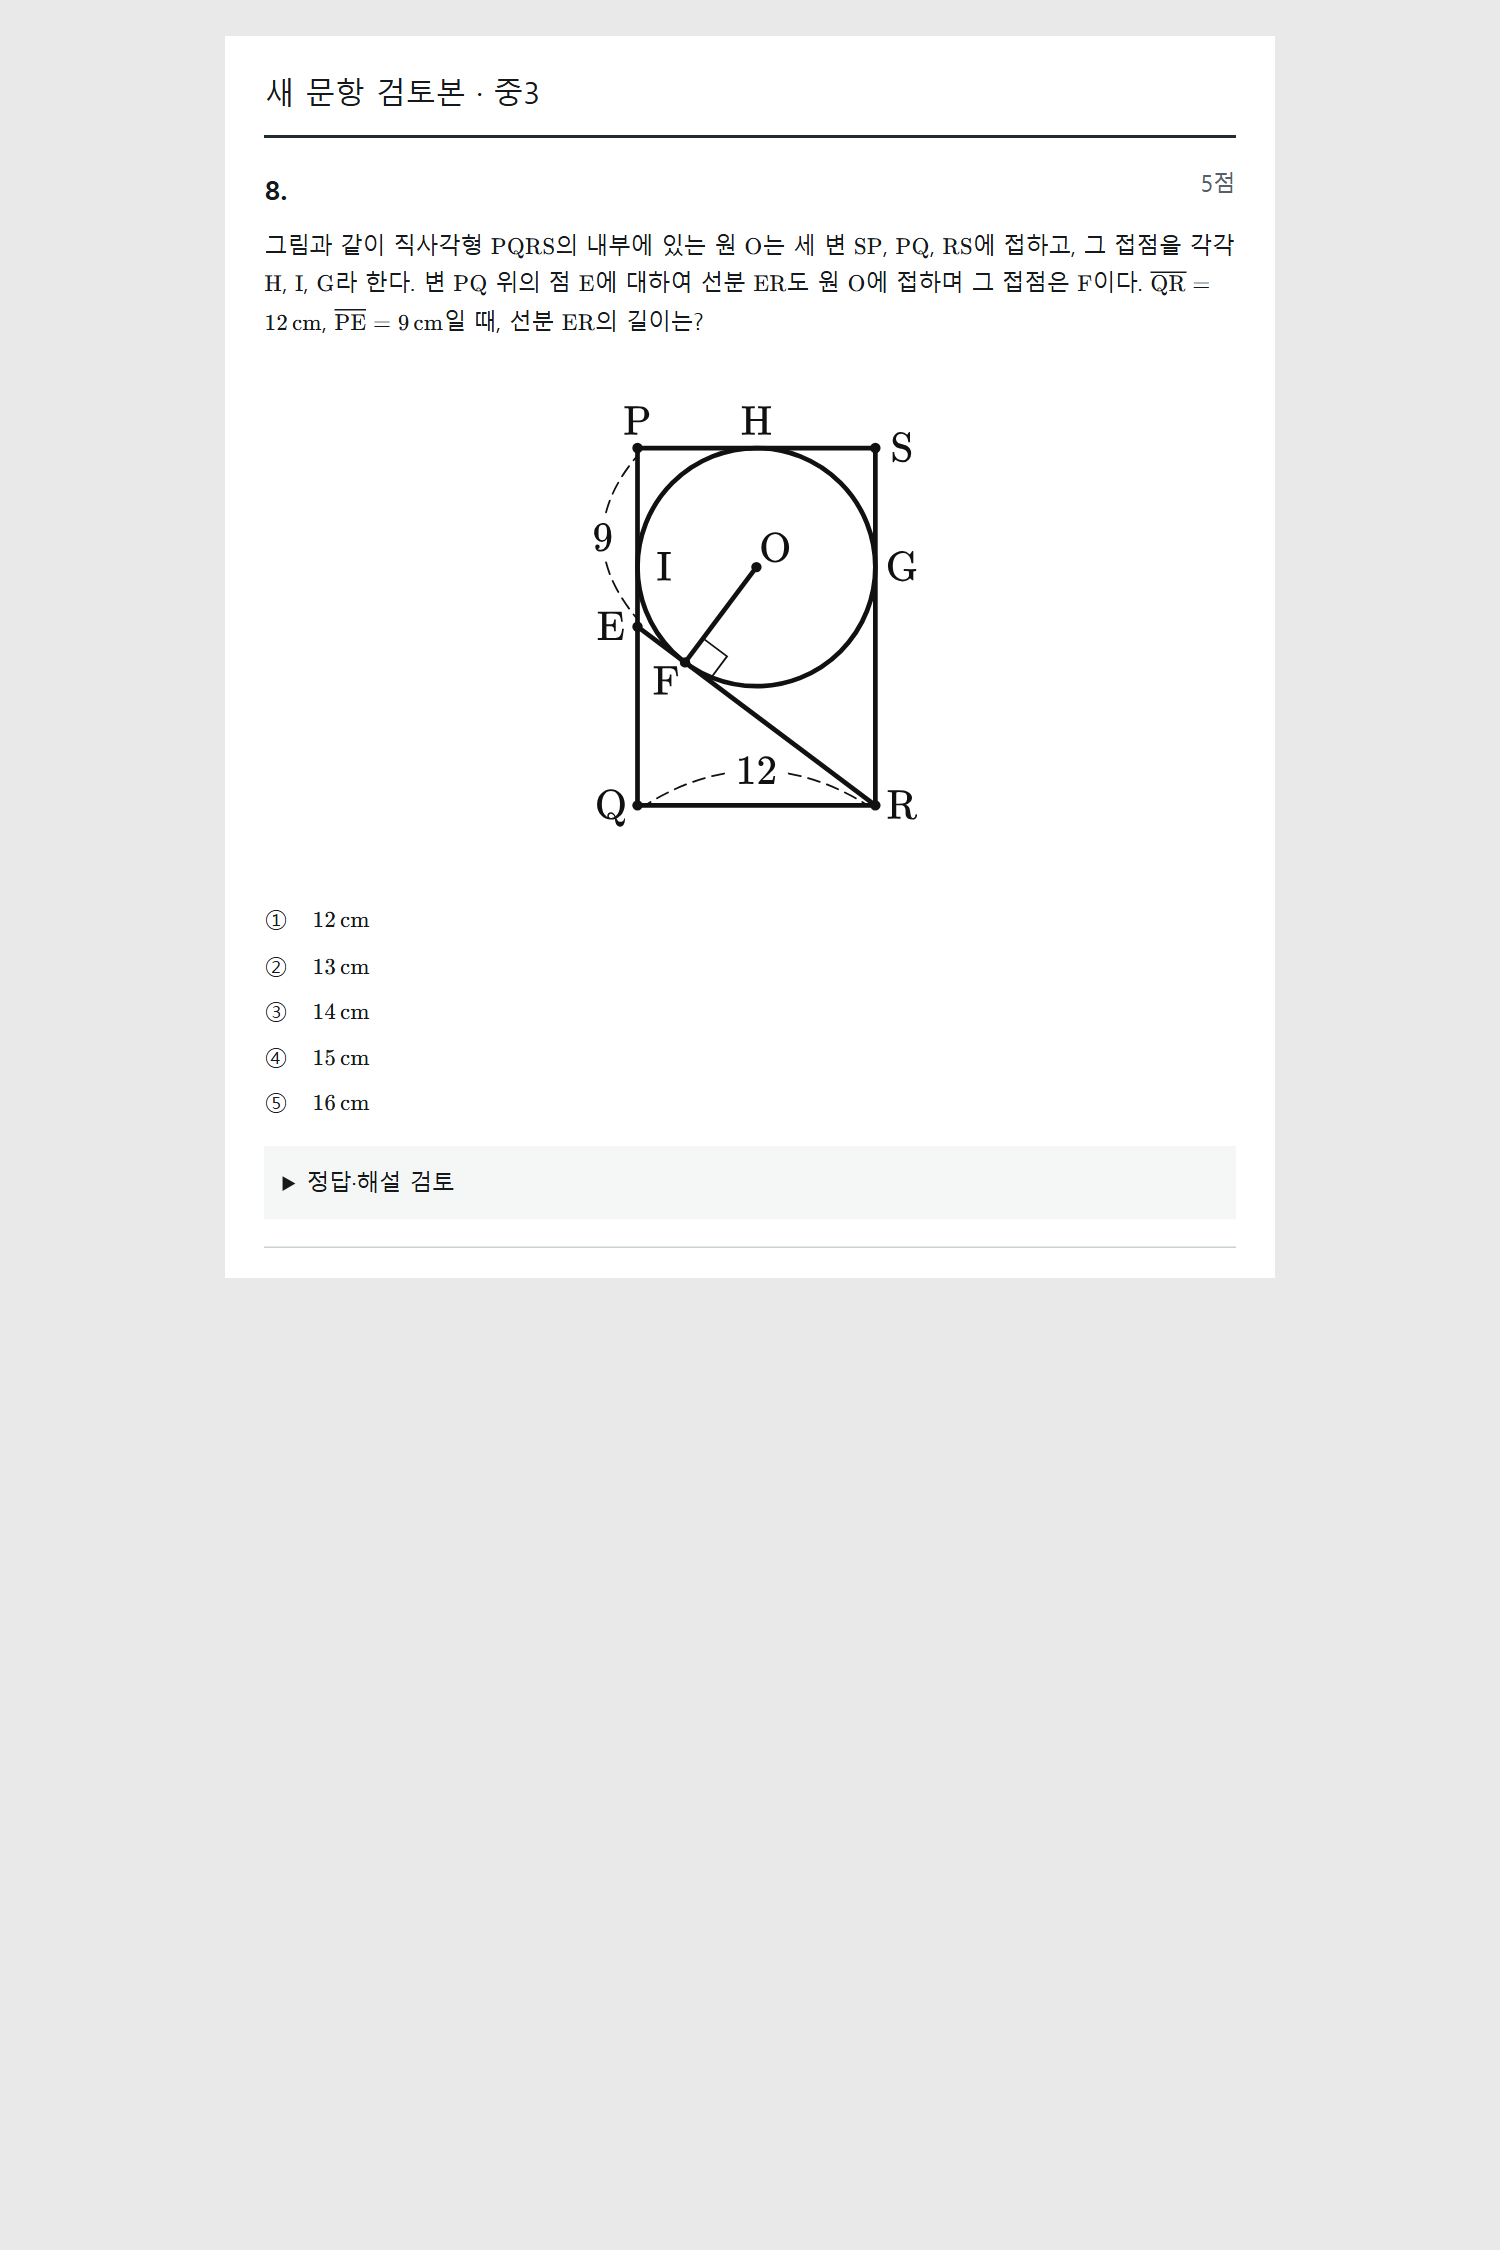 새 문항 검토본 · 중3
8.
5점
그림과 같이 직사각형 PQRS의 내부에 있는 원 O는 세 변 SP, PQ, RS에 접하고, 그 접점을 각각
H, I, G라 한다. 변 PQ 위의 점 E에 대하여 선분 ER도 원 O에 접하며 그 접점은 F이다. QR =
12 cm, PE = 9 cm일 때, 선분 ER의 길이는?
P
H
S
9
I
O
G
E
F
12
Q
R
① 12 cm
② 13 cm
③ 14 cm
④ 15 cm
⑤ 16 cm
▶ 정답·해설 검토